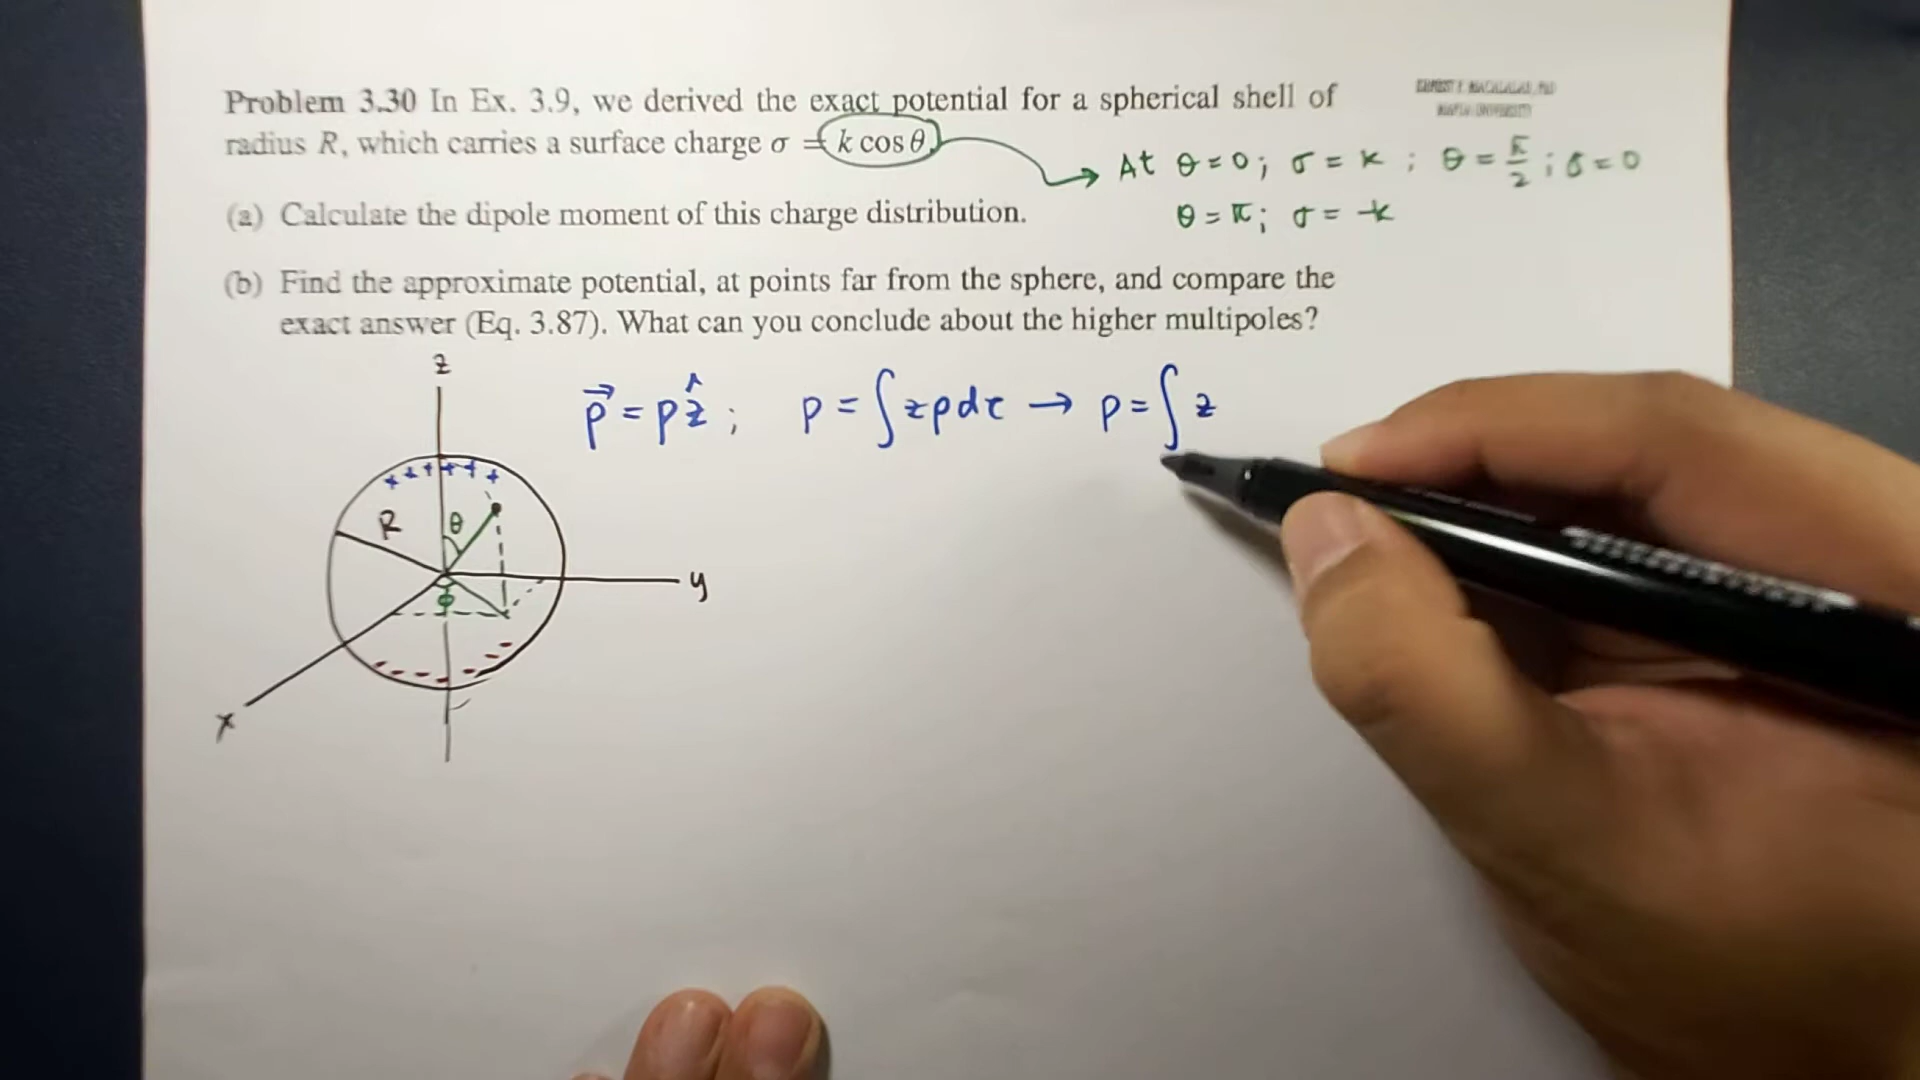 Problem 3.30 In Ex. 3.9, we derived the exact potential for a spherical shell of
radius R, which carries a surface charge σ = k cos θ.
At θ = 0; σ = k; θ = π/2; σ = 0
θ = π; σ = -k
(a) Calculate the dipole moment of this charge distribution.
(b) Find the approximate potential, at points far from the sphere, and compare the
exact answer (Eq. 3.87). What can you conclude about the higher multipoles?
p⃗ = pẑ; p = ∫zρdτ → p = ∫z
z
+ + + + + +
R θ
ϕ y
- - - - - - -
x